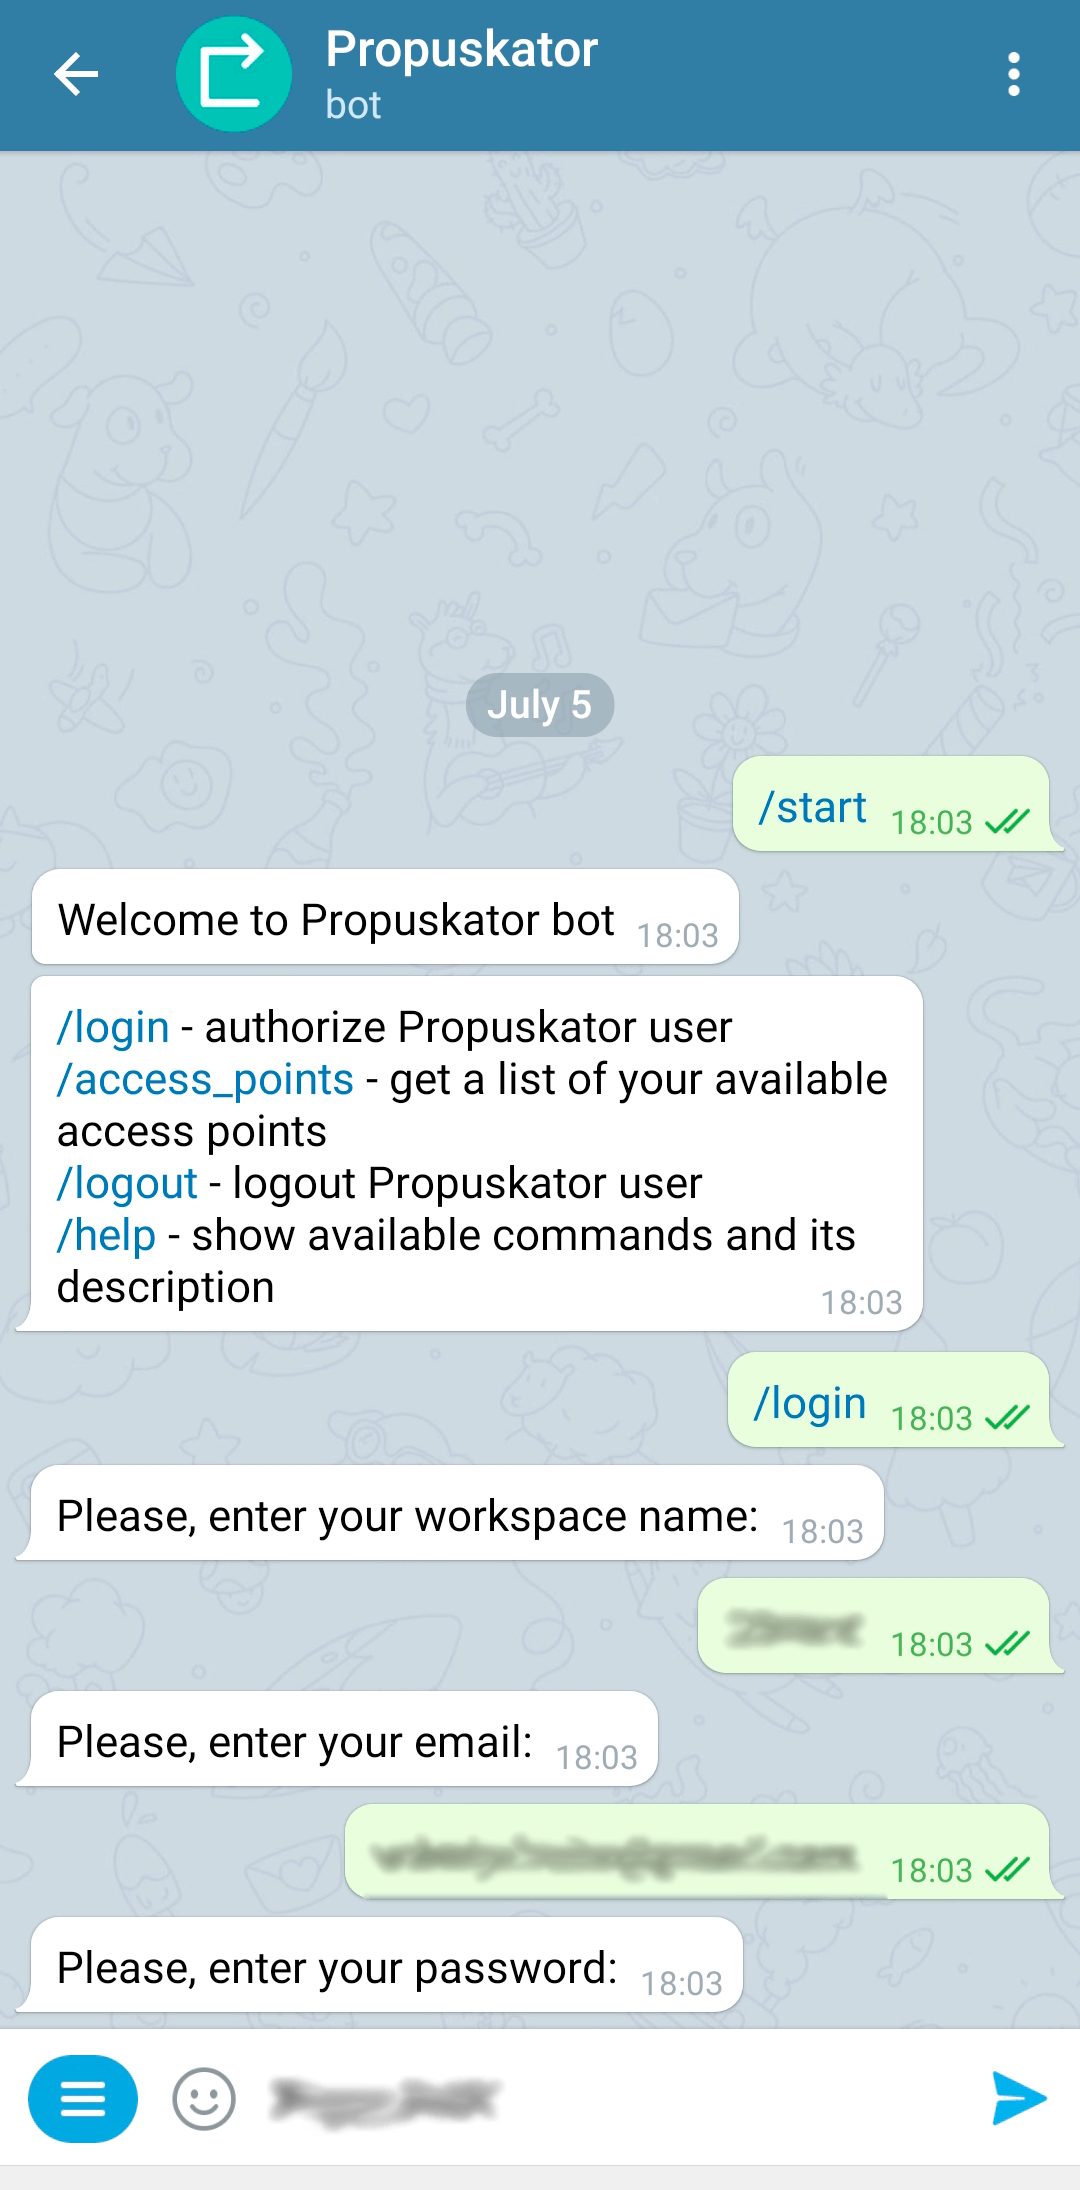 Propuskator
bot
July 5
/start 18:03
Welcome to Propuskator bot 18:03
/login - authorize Propuskator user
/access_points - get a list of your available
access points
/logout - logout Propuskator user
/help - show available commands and its
description 18:03
/login 18:03
Please, enter your workspace name: 18:03
18:03
Please, enter your email: 18:03
18:03
Please, enter your password: 18:03